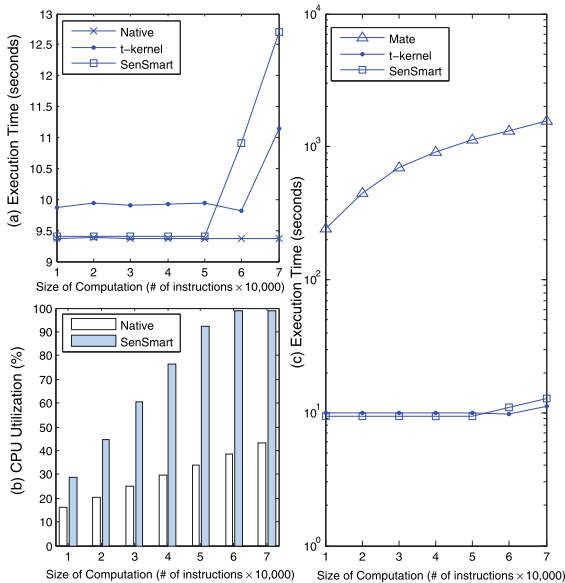 13
12.5
12
11.5
11
10.5
10
9.5
9
(a) Execution Time (seconds)
Native
t−kernel
SenSmart
1 2 3 4 5 6 7
Size of Computation (# of instructions × 10,000)
100
90
80
70
60
50
40
30
20
10
0
(b) CPU Utilization (%)
Native
SenSmart
1 2 3 4 5 6 7
Size of Computation (# of instructions × 10,000)
10^4
10^3
10^2
10^1
10^0
(c) Execution Time (seconds)
Mate
t−kernel
SenSmart
1 2 3 4 5 6 7
Size of Computation (# of instructions × 10,000)